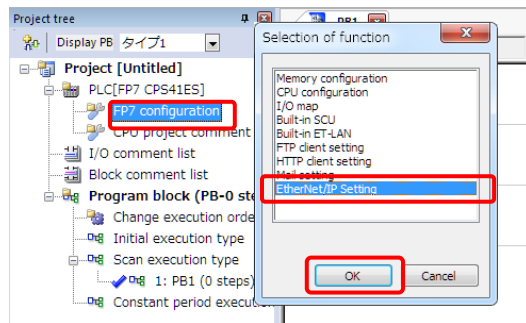 Project tree
Display PB タイプ1
Project [Untitled]
PLC[FP7 CPS41ES]
FP7 configuration
CPU project comment
I/O comment list
Block comment list
Program block (PB-0 ste
Change execution orde
Initial execution type
Scan execution type
1: PB1 (0 steps)
Constant period execution
PB1
Selection of function
Memory configuration
CPU configuration
I/O map
Built-in SCU
Built-in ET-LAN
FTP client setting
HTTP client setting
Mail setting
EtherNet/IP Setting
OK
Cancel